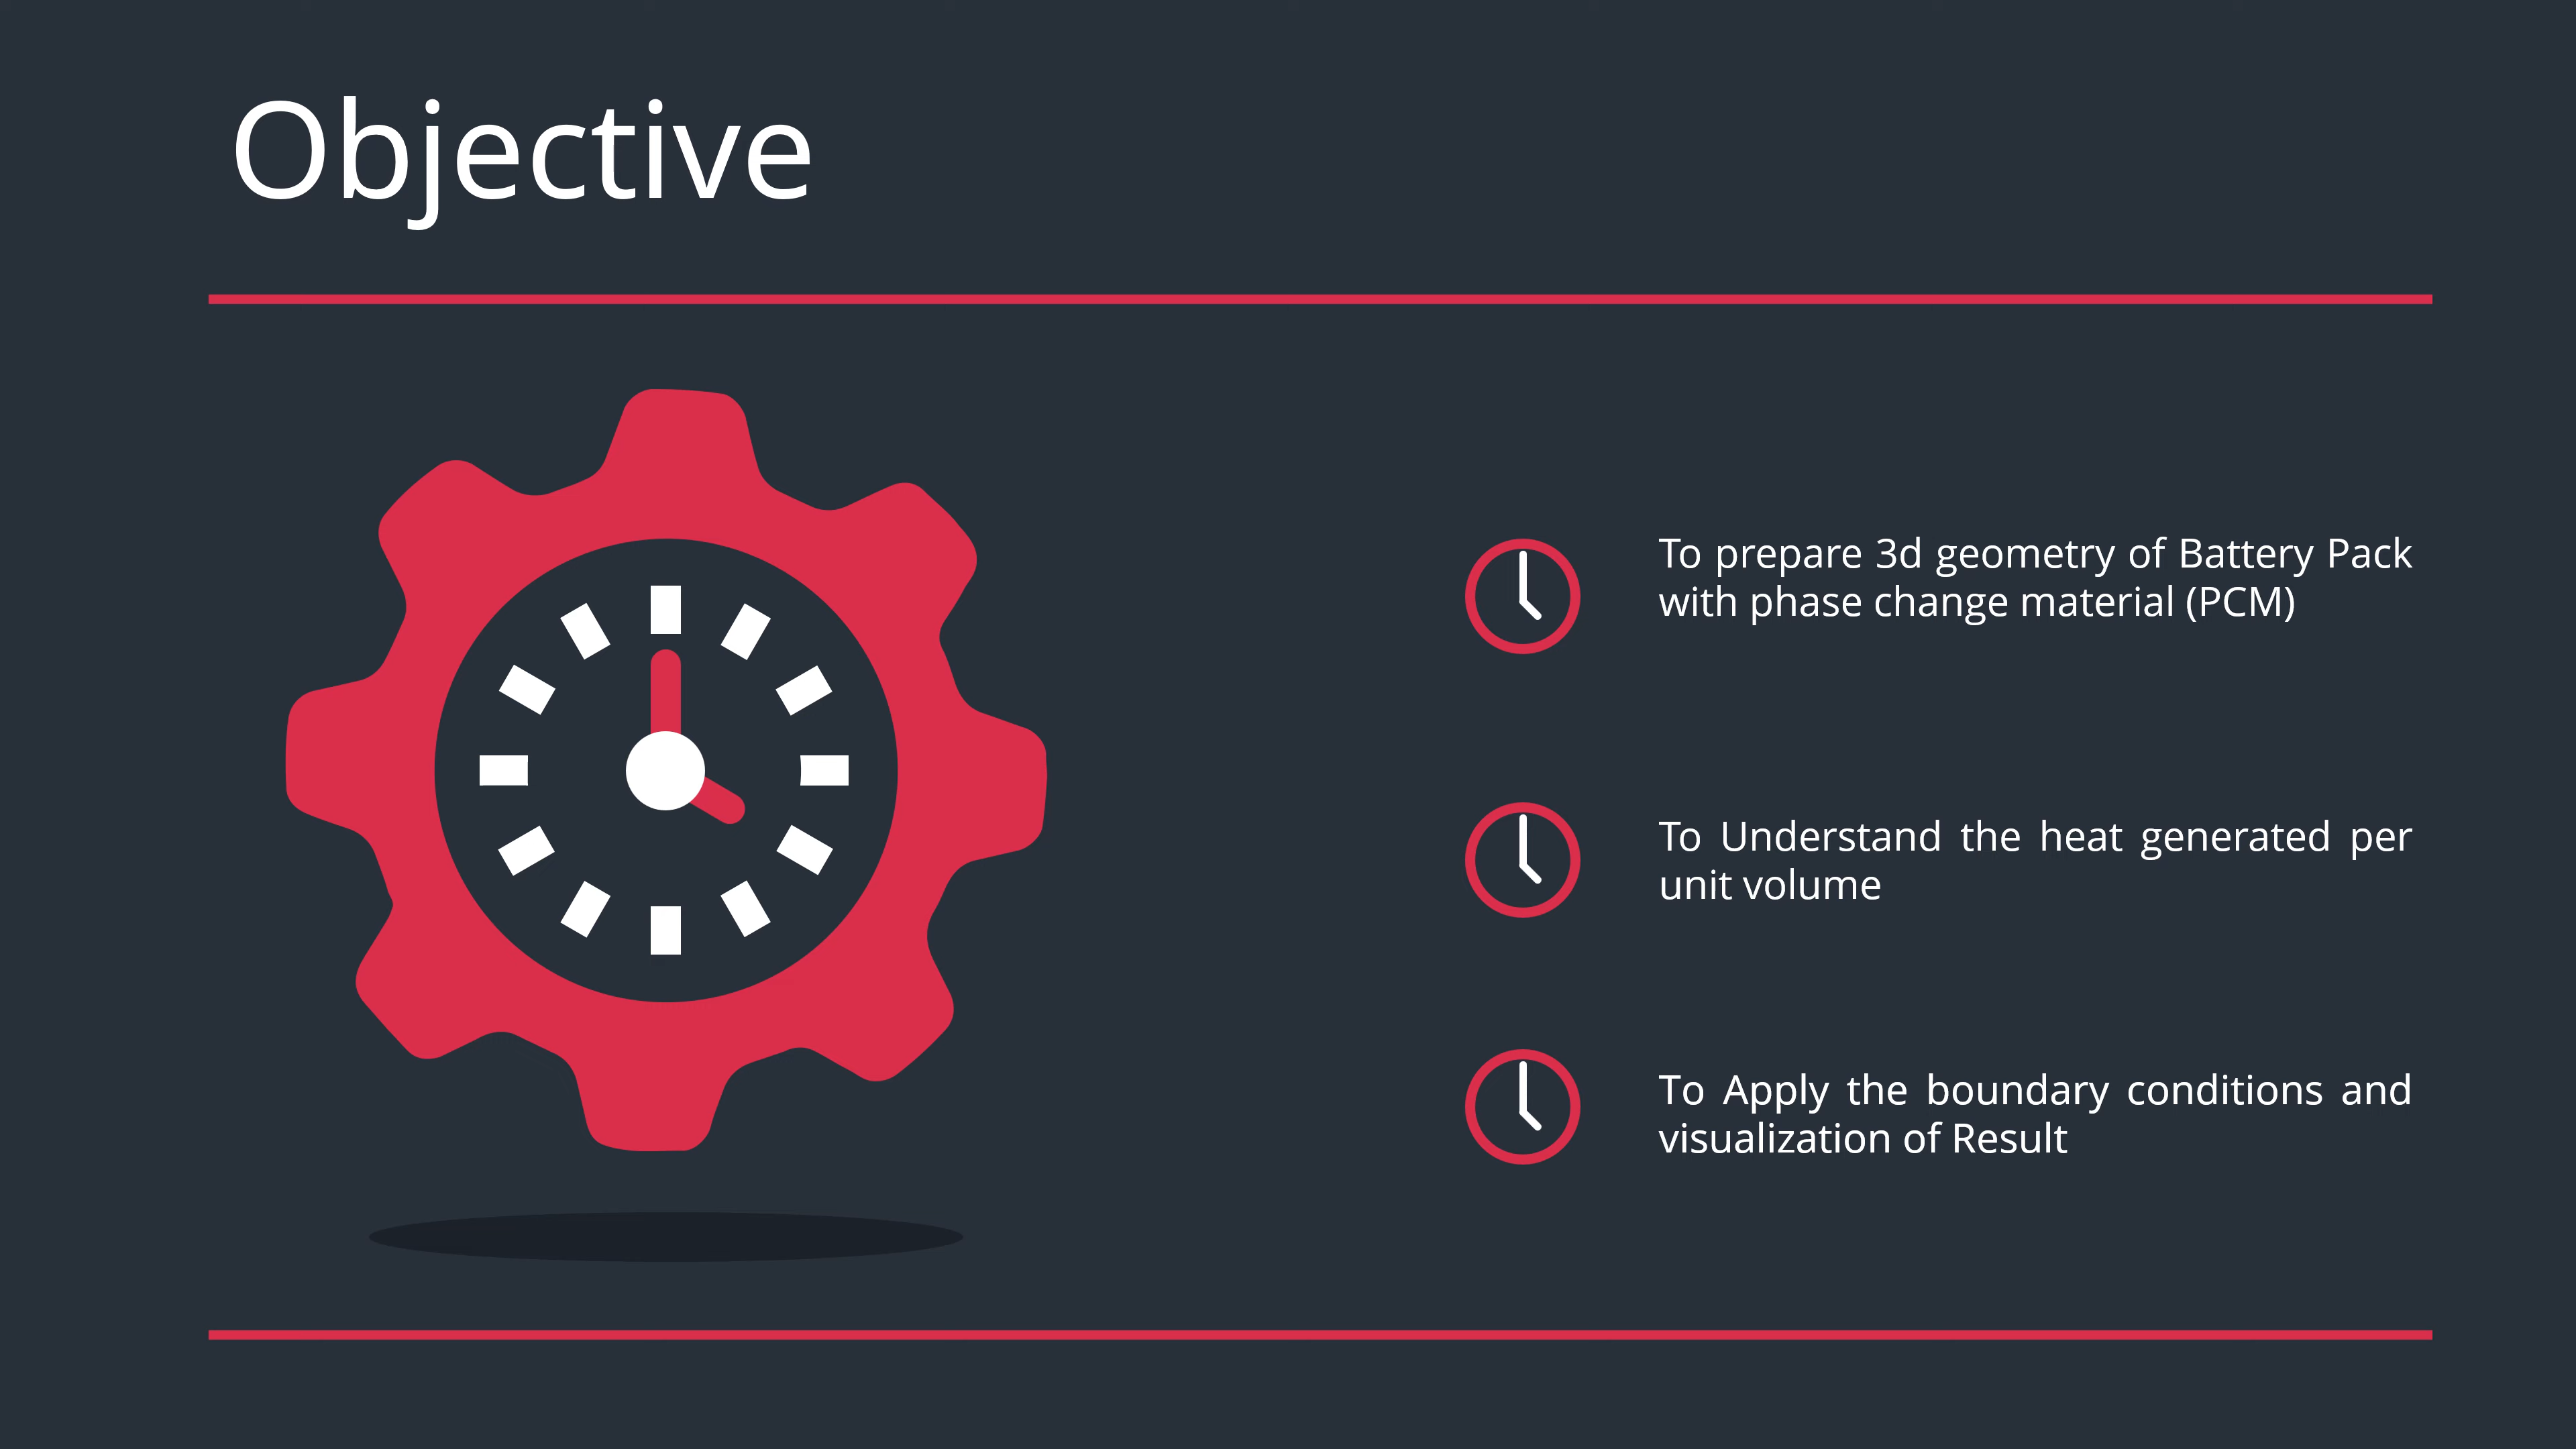 Objective
To prepare 3d geometry of Battery Pack
with phase change material (PCM)
To Understand the heat generated per
unit volume
To Apply the boundary conditions and
visualization of Result